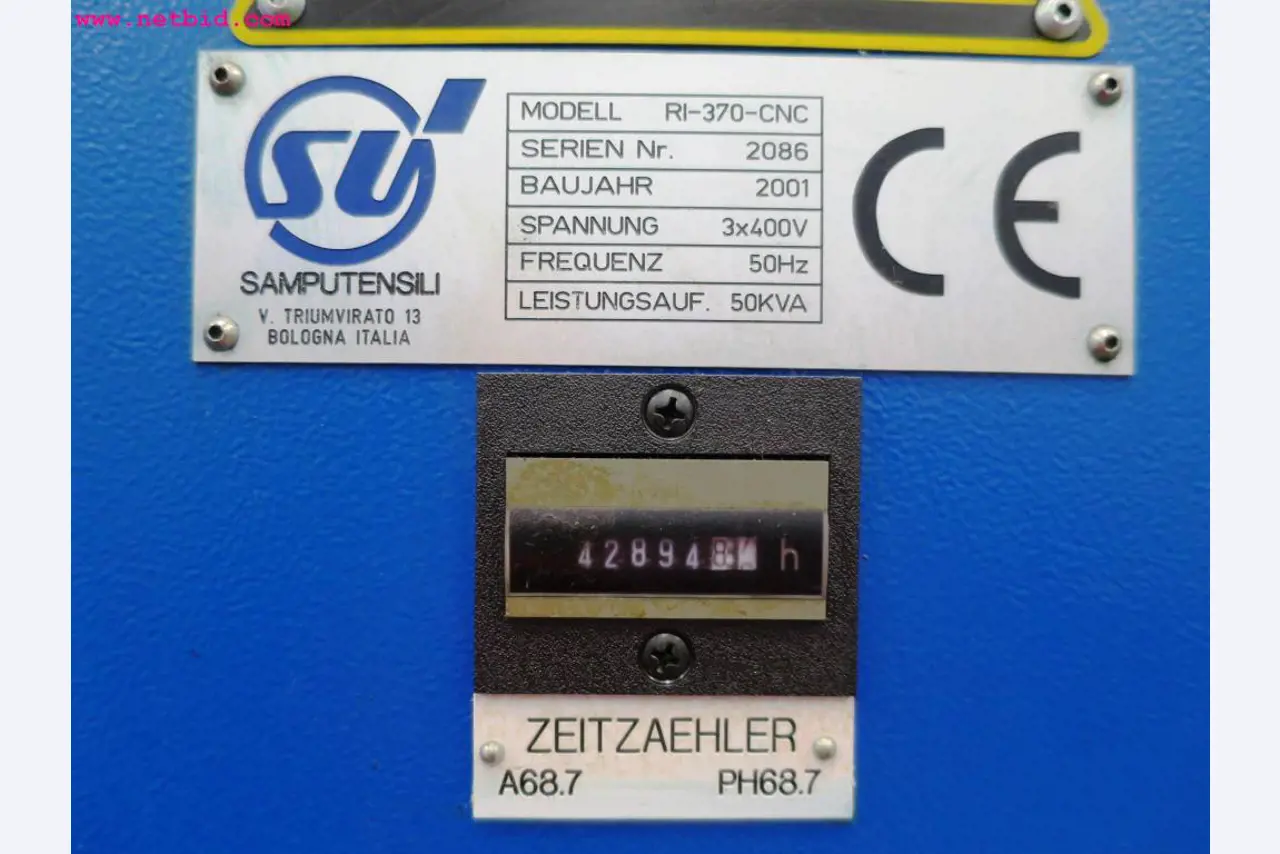 www.netbid.com
SU
SAMPUTENSILI
V. TRIUMVIRATO 13
BOLOGNA ITALIA
MODELL RI-370-CNC
SERIEN Nr. 2086
BAUJAHR 2001
SPANNUNG 3x400V
FREQUENZ 50Hz
LEISTUNGSAUF. 50KVA
CE
428948 h
ZEITZAEHLER
A68.7 PH68.7